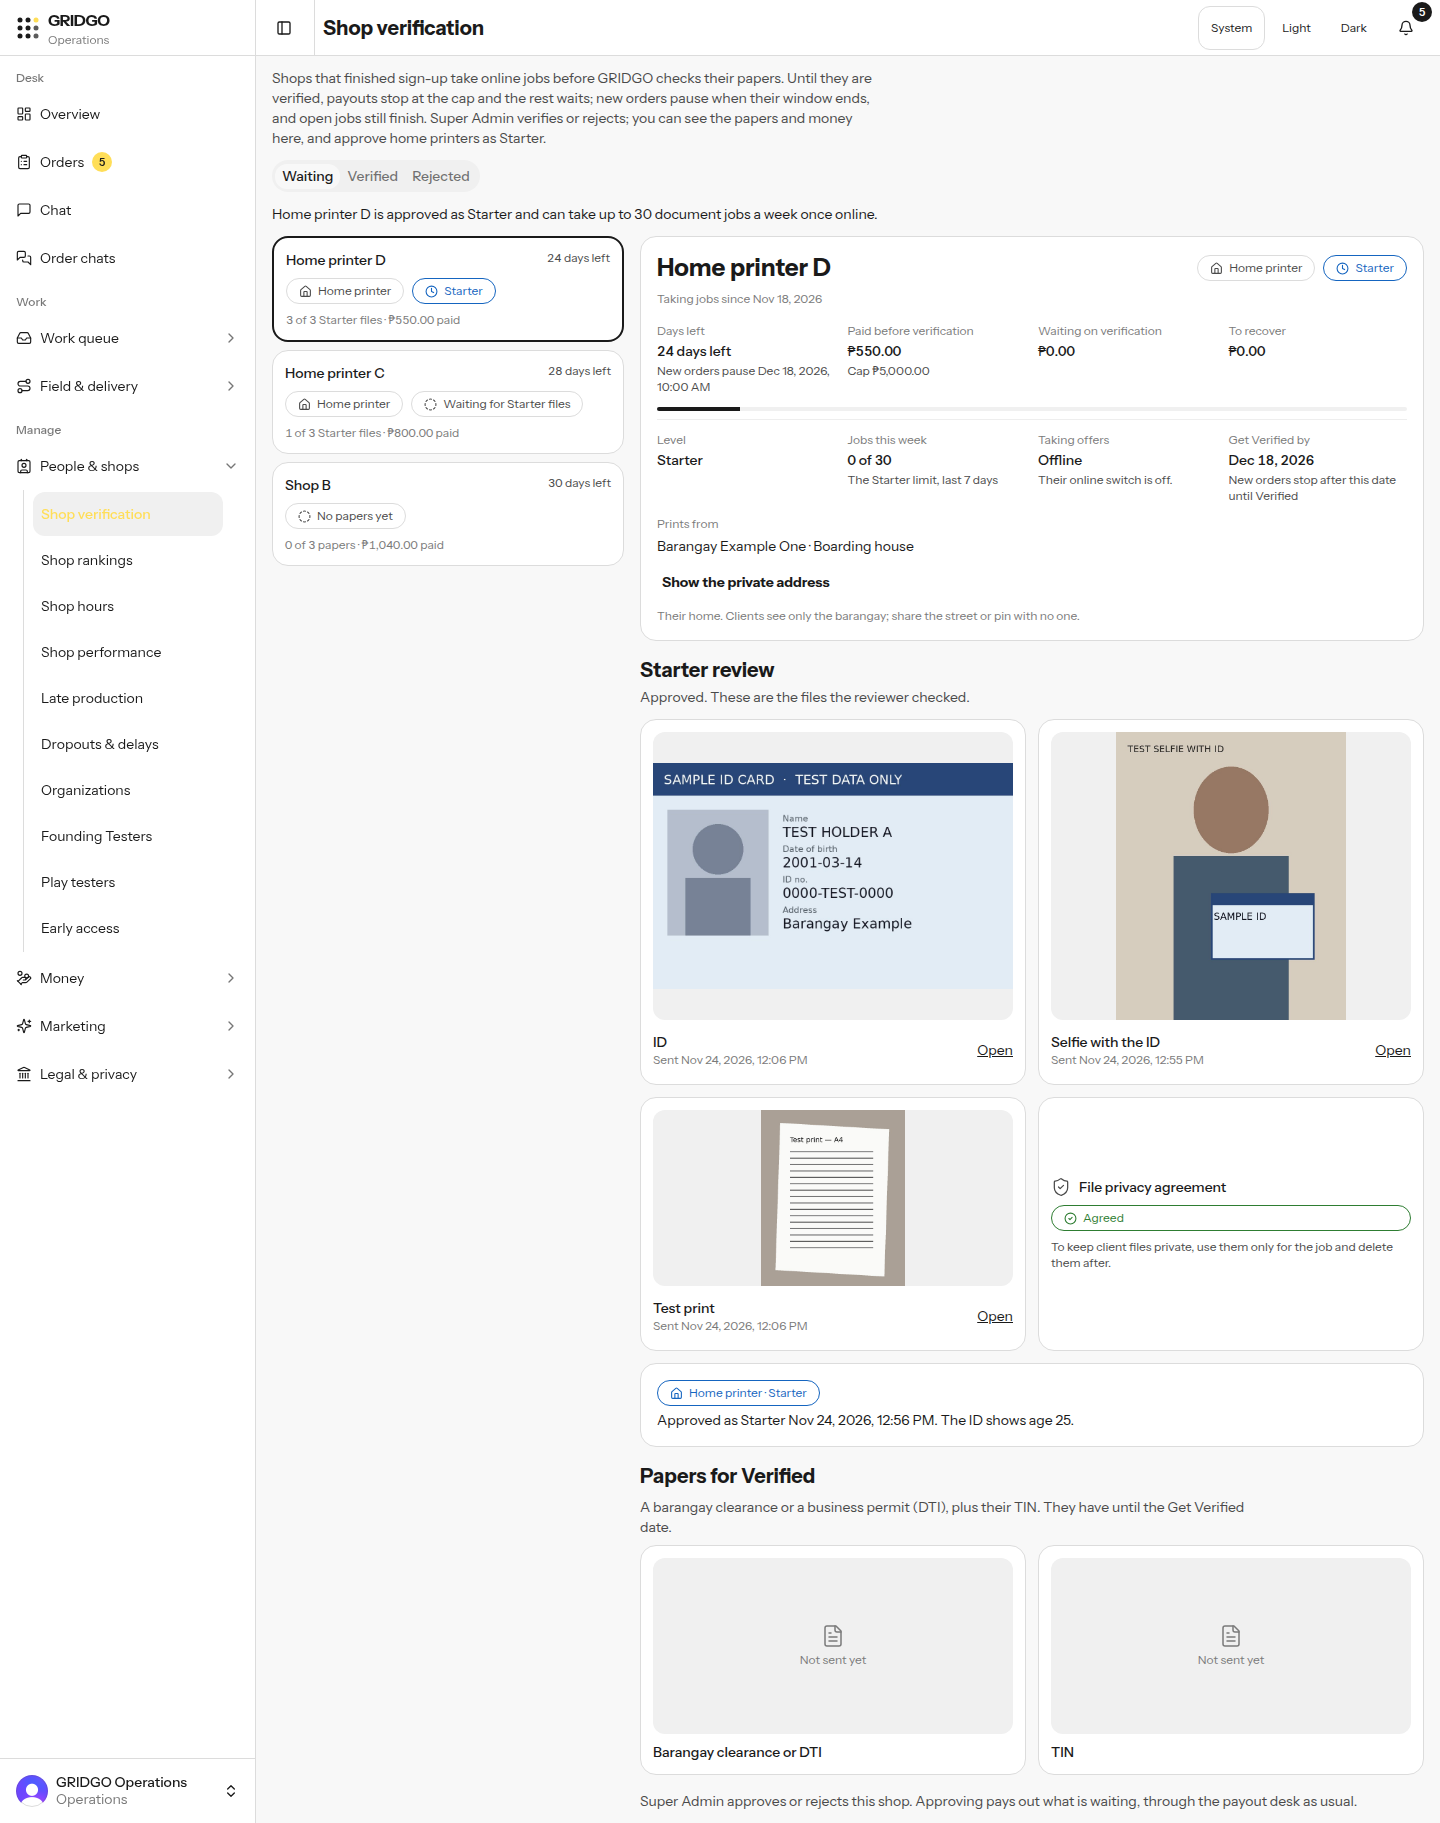 GRIDGO
Operations
Desk
Overview
Orders 5
Chat
Order chats
Work
Work queue
Field & delivery
Manage
People & shops
Shop verification
Shop rankings
Shop hours
Shop performance
Late production
Dropouts & delays
Organizations
Founding Testers
Play testers
Early access
Money
Marketing
Legal & privacy
GRIDGO Operations
Operations
Shop verification
System Light Dark 5
Shops that finished sign-up take online jobs before GRIDGO checks their papers. Until they are
verified, payouts stop at the cap and the rest waits; new orders pause when their window ends,
and open jobs still finish. Super Admin verifies or rejects; you can see the papers and money
here, and approve home printers as Starter.
Waiting Verified Rejected
Home printer D is approved as Starter and can take up to 30 document jobs a week once online.
Home printer D 24 days left
Home printer Starter
3 of 3 Starter files · ₱550.00 paid
Home printer C 28 days left
Home printer Waiting for Starter files
1 of 3 Starter files · ₱800.00 paid
Shop B 30 days left
No papers yet
0 of 3 papers · ₱1,040.00 paid
Home printer D Home printer Starter
Taking jobs since Nov 18, 2026
Days left Paid before verification Waiting on verification To recover
24 days left ₱550.00 ₱0.00 ₱0.00
New orders pause Dec 18, 2026, Cap ₱5,000.00
10:00 AM
Level Jobs this week Taking offers Get Verified by
Starter 0 of 30 Offline Dec 18, 2026
The Starter limit, last 7 days Their online switch is off. New orders stop after this date
until Verified
Prints from
Barangay Example One · Boarding house
Show the private address
Their home. Clients see only the barangay; share the street or pin with no one.
Starter review
Approved. These are the files the reviewer checked.
SAMPLE ID CARD · TEST DATA ONLY
Name
TEST HOLDER A
Date of birth
2001-03-14
ID no.
0000-TEST-0000
Address
Barangay Example
ID
Sent Nov 24, 2026, 12:06 PM
Open
TEST SELFIE WITH ID
SAMPLE ID
Selfie with the ID
Sent Nov 24, 2026, 12:55 PM
Open
Test print — A4
Test print
Sent Nov 24, 2026, 12:06 PM
Open
File privacy agreement
Agreed
To keep client files private, use them only for the job and delete
them after.
Home printer · Starter
Approved as Starter Nov 24, 2026, 12:56 PM. The ID shows age 25.
Papers for Verified
A barangay clearance or a business permit (DTI), plus their TIN. They have until the Get Verified
date.
Not sent yet
Barangay clearance or DTI
Not sent yet
TIN
Super Admin approves or rejects this shop. Approving pays out what is waiting, through the payout desk as usual.